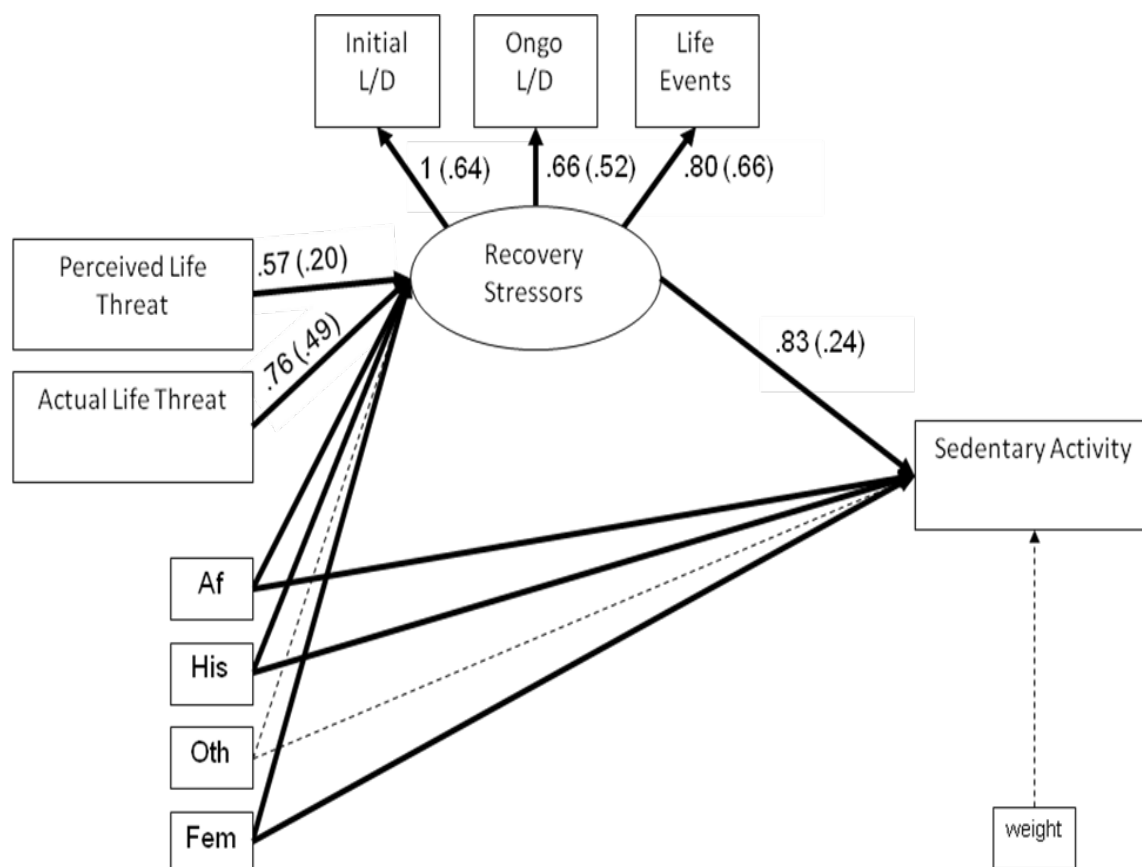 Initial
L/D
Ongo
L/D
Life
Events
1 (.64)
.66 (.52)
.80 (.66)
Perceived Life
Threat
.57 (.20)
Recovery
Stressors
.76 (.49)
.83 (.24)
Actual Life Threat
Sedentary Activity
Af
His
Oth
Fem
weight